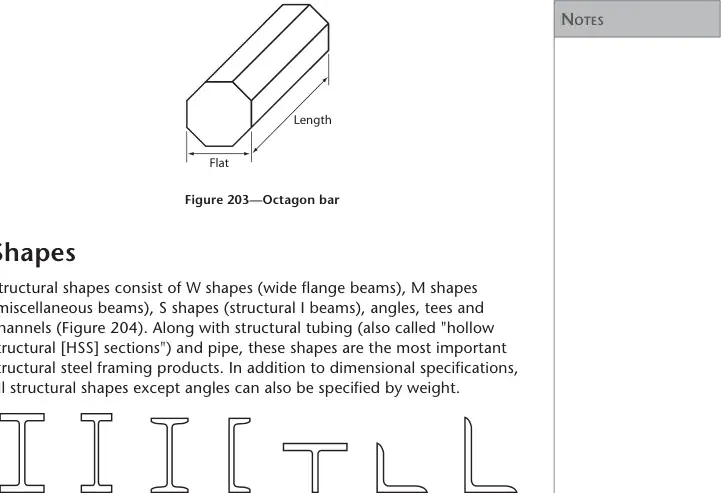 NOTES
Length
Flat
Figure 203—Octagon bar
Shapes
tructural shapes consist of W shapes (wide flange beams), M shapes
miscellaneous beams), S shapes (structural I beams), angles, tees and
hannels (Figure 204). Along with structural tubing (also called "hollow
tructural [HSS] sections") and pipe, these shapes are the most important
tructural steel framing products. In addition to dimensional specifications,
ll structural shapes except angles can also be specified by weight.